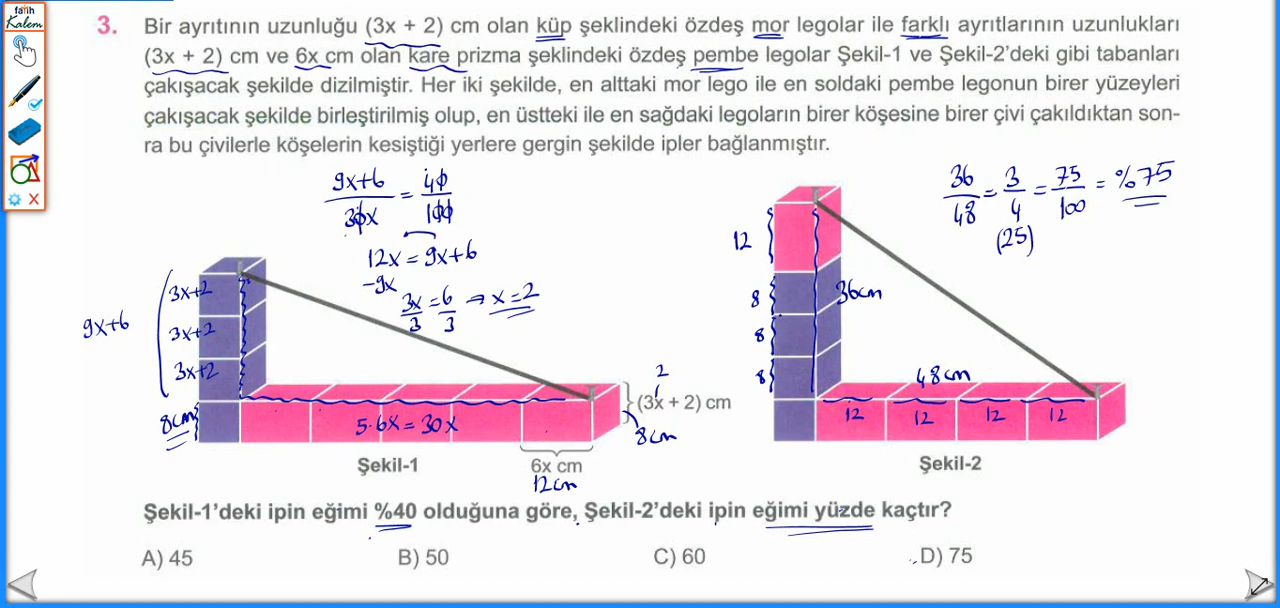 fatih
Kalem
3. Bir ayrıtının uzunluğu (3x + 2) cm olan küp şeklindeki özdeş mor legolar ile farklı ayrıtlarının uzunlukları
(3x + 2) cm ve 6x cm olan kare prizma şeklindeki özdeş pembe legolar Şekil-1 ve Şekil-2'deki gibi tabanları
çakışacak şekilde dizilmiştir. Her iki şekilde, en alttaki mor lego ile en soldaki pembe legonun birer yüzeyleri
çakışacak şekilde birleştirilmiş olup, en üstteki ile en sağdaki legoların birer köşesine birer çivi çakıldıktan son-
ra bu çivilerle köşelerin kesiştiği yerlere gergin şekilde ipler bağlanmıştır.
9x+6 / 30x = 40 / 100
12x = 9x+6
-9x
3x/3 = 6/3 → x=2
36/48 = 3/4 = 75/100 = %75
(25)
9x+6
3x+2
3x+2
3x+2
8cm
5.6x = 30x
2
(3x + 2) cm
8cm
Şekil-1
6x cm
12cm
12
8
8
8
36cm
48cm
12 12 12 12
Şekil-2
Şekil-1'deki ipin eğimi %40 olduğuna göre, Şekil-2'deki ipin eğimi yüzde kaçtır?
A) 45 B) 50 C) 60 D) 75